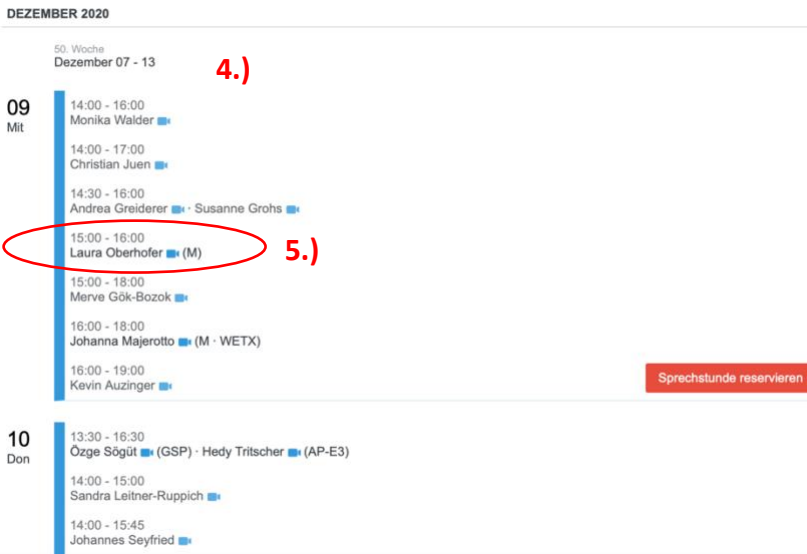 DEZEMBER 2020
50. Woche
Dezember 07 - 13
4.)
09
Mit
14:00 - 16:00
Monika Walder
14:00 - 17:00
Christian Juen
14:30 - 16:00
Andrea Greiderer · Susanne Grohs
15:00 - 16:00
Laura Oberhofer (M)
5.)
15:00 - 18:00
Merve Gök-Bozok
16:00 - 18:00
Johanna Majerotto (M · WETX)
16:00 - 19:00
Kevin Auzinger
Sprechstunde reservieren
10
Don
13:30 - 16:30
Özge Sögüt (GSP) · Hedy Tritscher (AP-E3)
14:00 - 15:00
Sandra Leitner-Ruppich
14:00 - 15:45
Johannes Seyfried